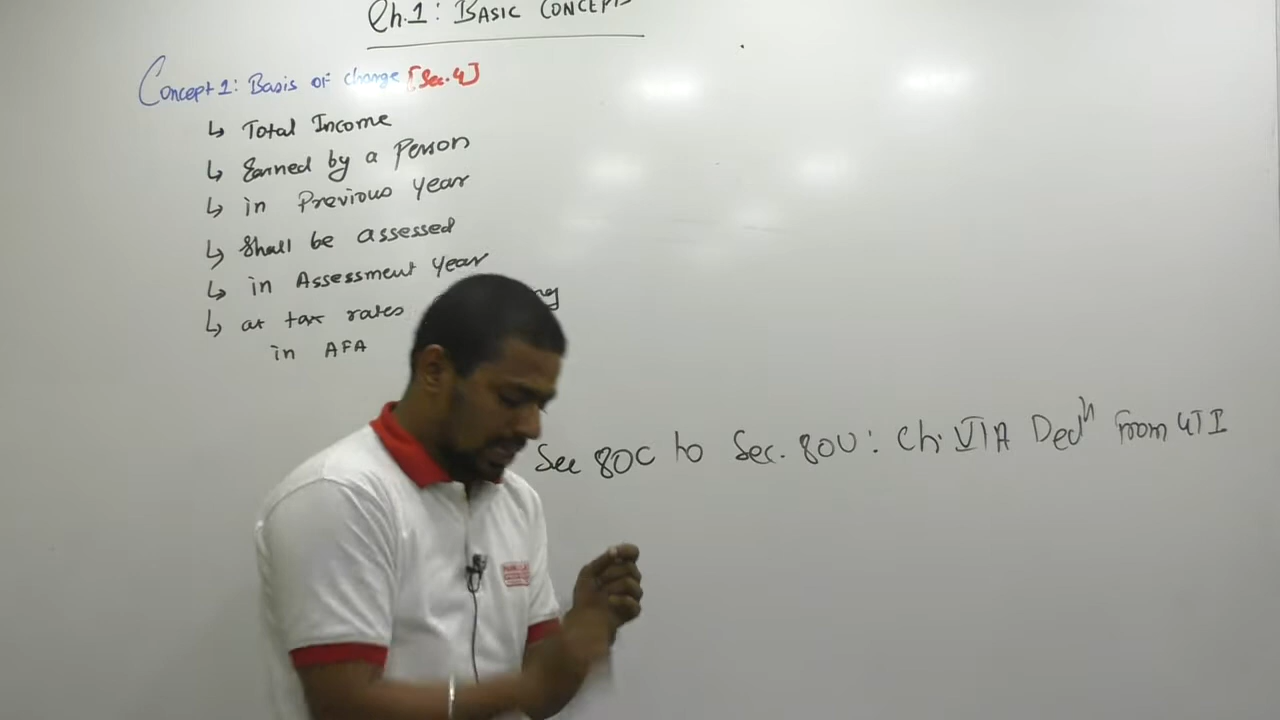 Ch.1: BASIC CONCEPTS
Concept 1: Basis of Charge [Sec.4]
↳ Total Income
↳ Earned by a Person
↳ in Previous Year
↳ Shall be assessed
↳ in Assessment Year
↳ at tax rates
in AFA
Sec 80C to Sec. 80U: Ch. VIA Dedⁿ From GTI